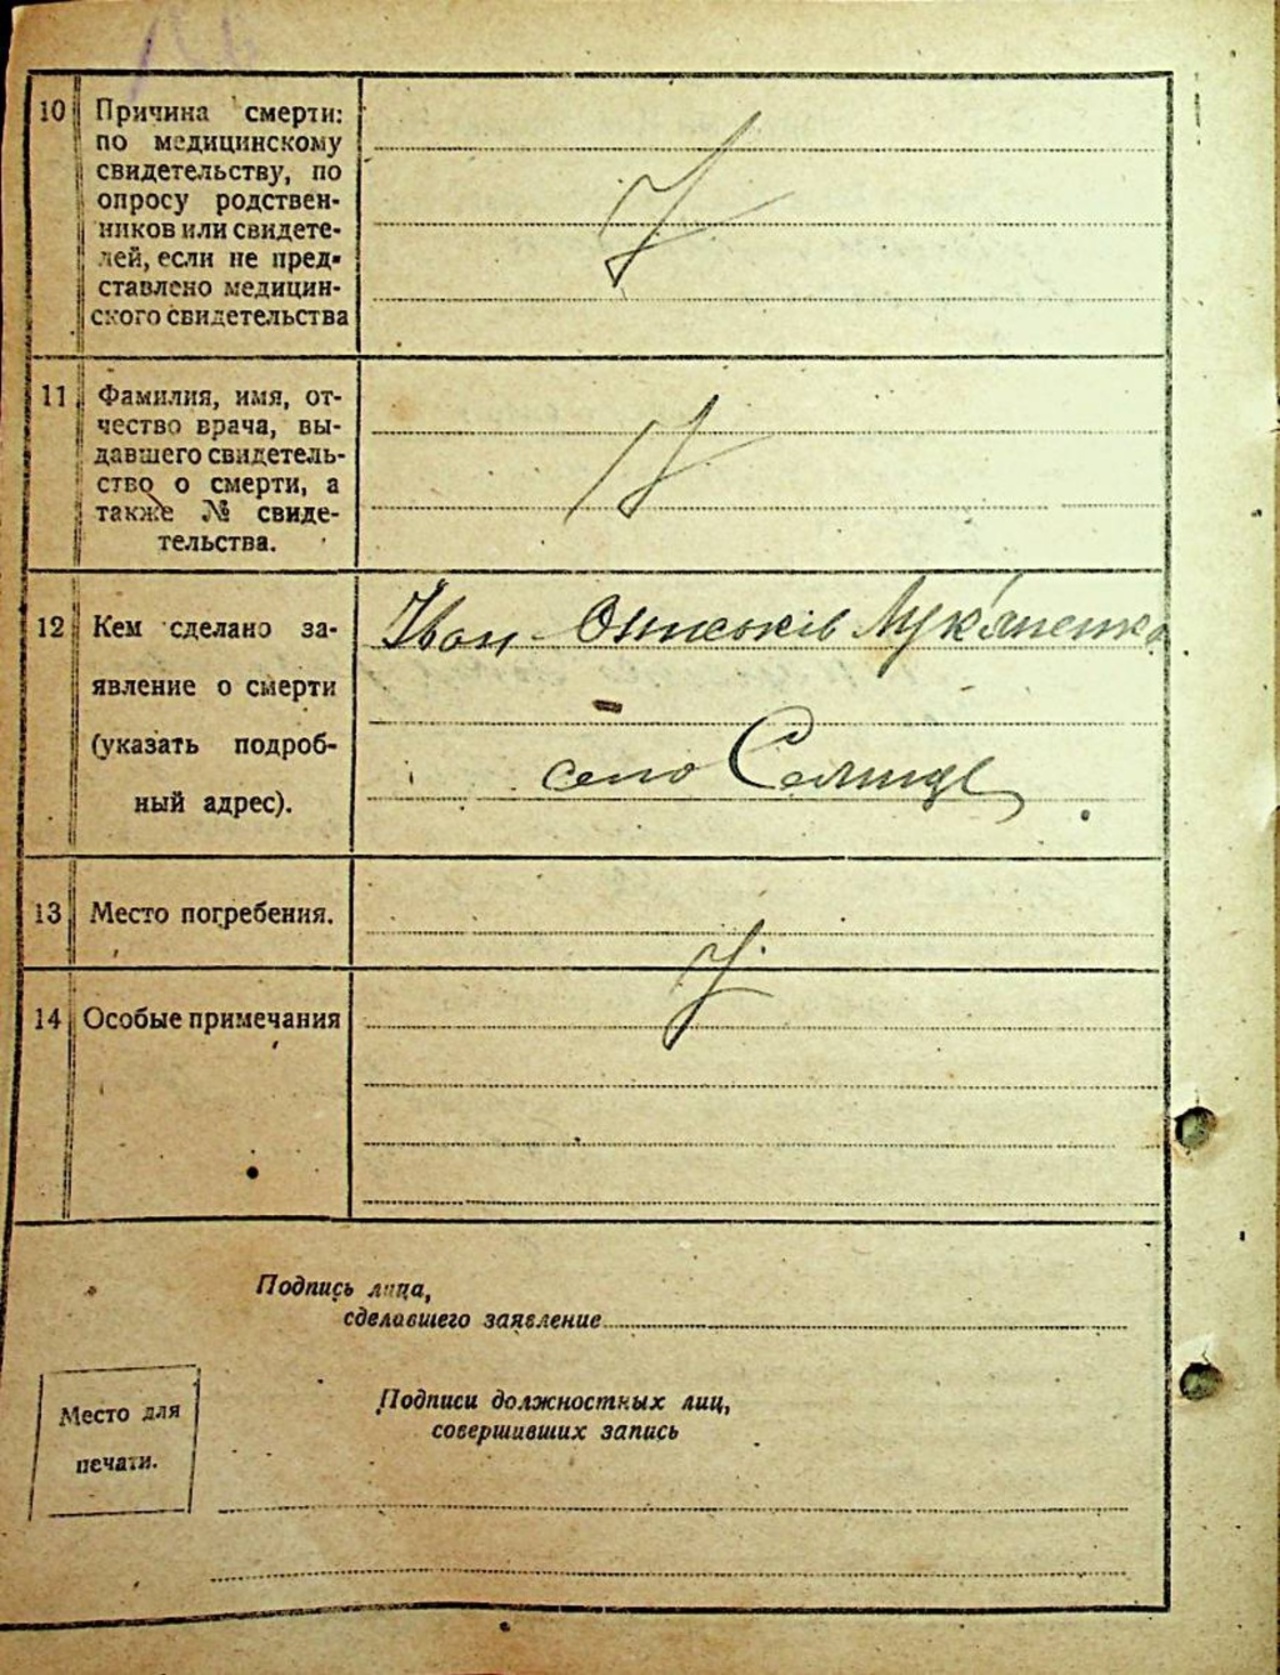 10 Причина смерти:
по медицинскому
свидетельству, по
опросу родствен-
ников или свидете-
лей, если не пред-
ставлено медицин-
ского свидетельства
11 Фамилия, имя, от-
чество врача, вы-
давшего свидетель-
ство о смерти, а
также № свиде-
тельства.
12 Кем сделано за-
явление о смерти
(указать подроб-
ный адрес).
Іван Лук'яненко
село Селище
13 Место погребения.
14 Особые примечания
Подпись лица,
сделавшего заявление
Место для
печати.
Подписи должностных лиц,
совершивших запись